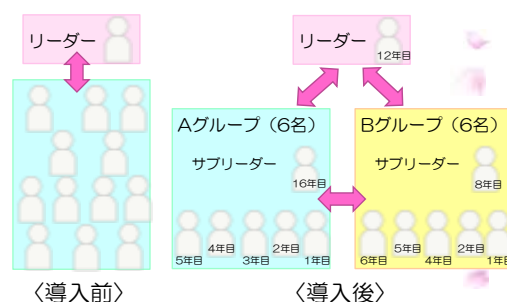 リーダー
リーダー
12年目
Aグループ（6名）
サブリーダー
16年目
5年目
4年目
3年目
2年目
1年目
Bグループ（6名）
サブリーダー
8年目
6年目
5年目
4年目
2年目
1年目
〈導入前〉
〈導入後〉